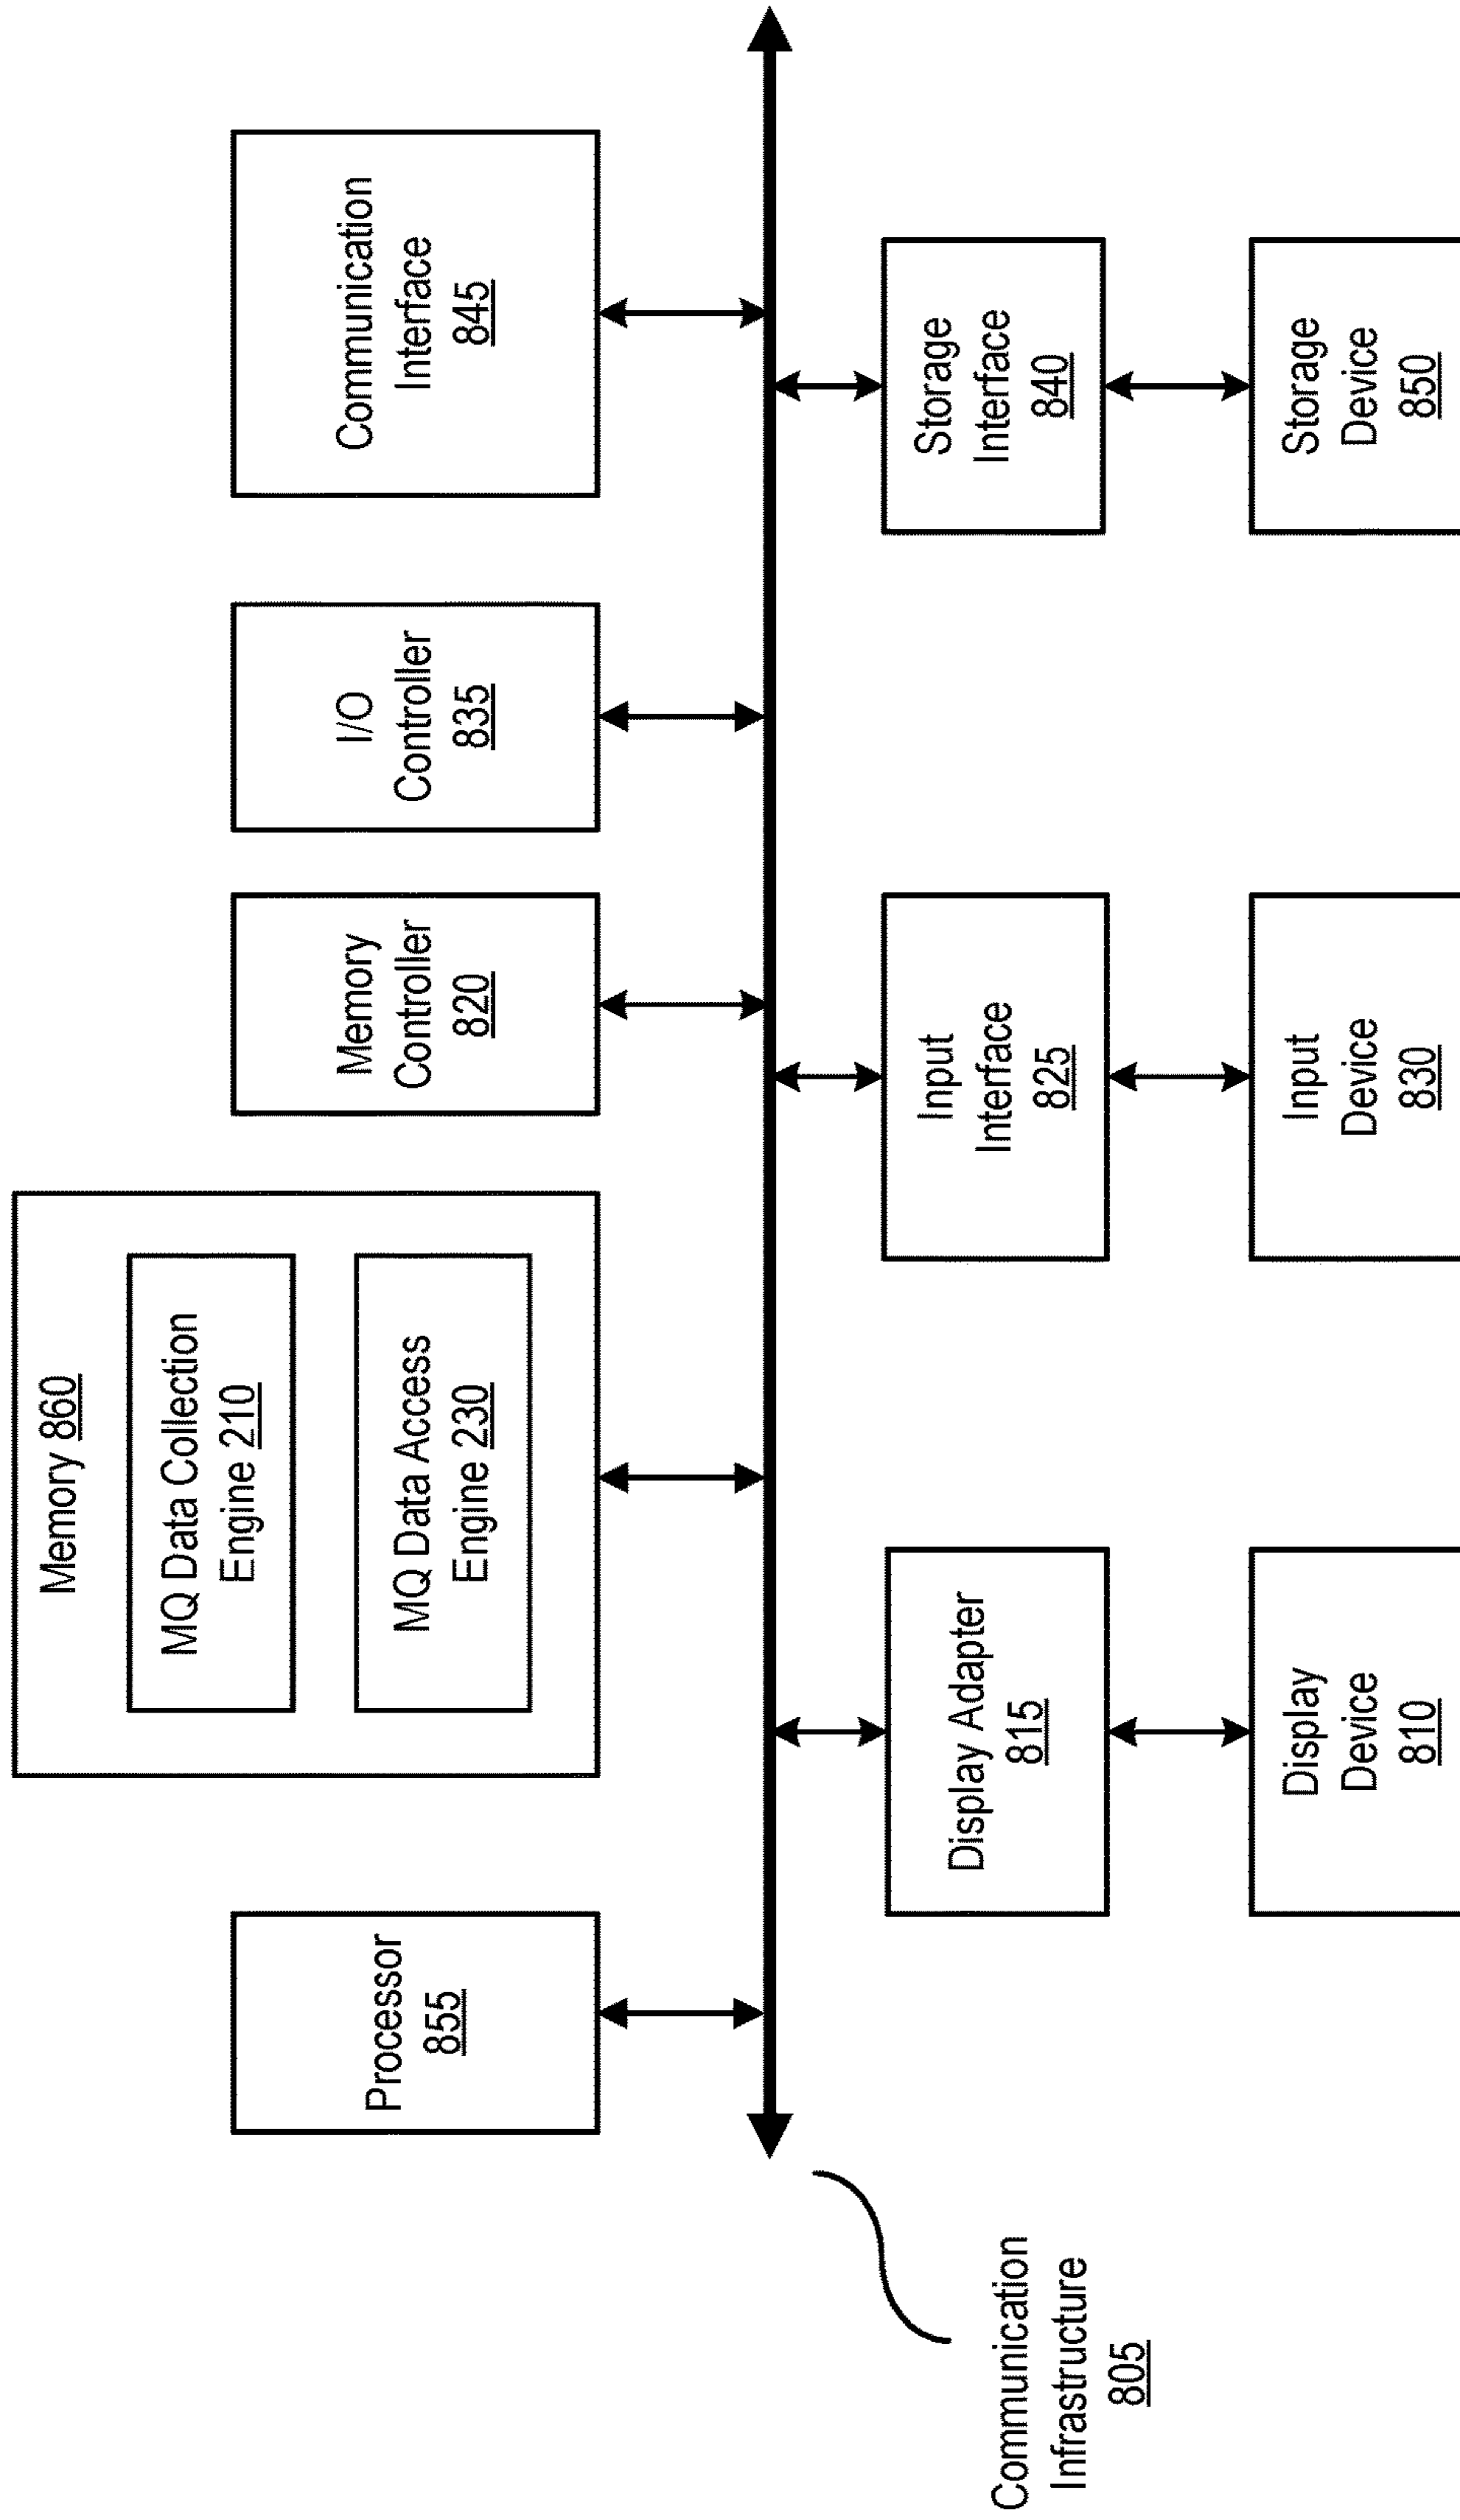 Memory 860
MQ Data Collection
Engine 210
MQ Data Access
Engine 230
Processor
855
Memory
Controller
820
I/O
Controller
835
Communication
Interface
845
Communication
Infrastructure
805
Display Adapter
815
Input
Interface
825
Storage
Interface
840
Display
Device
810
Input
Device
830
Storage
Device
850